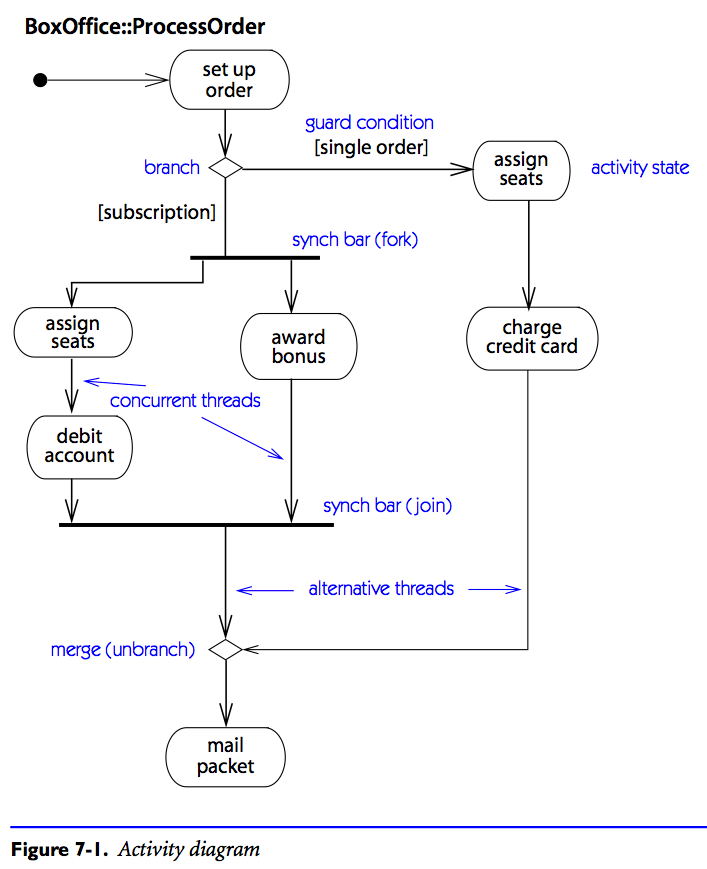 BoxOffice::ProcessOrder
set up
order
guard condition
[single order]
branch
assign
seats
activity state
[subscription]
synch bar (fork)
assign
seats
award
bonus
charge
credit card
concurrent threads
debit
account
synch bar (join)
alternative threads
merge (unbranch)
mail
packet
Figure 7-1. Activity diagram